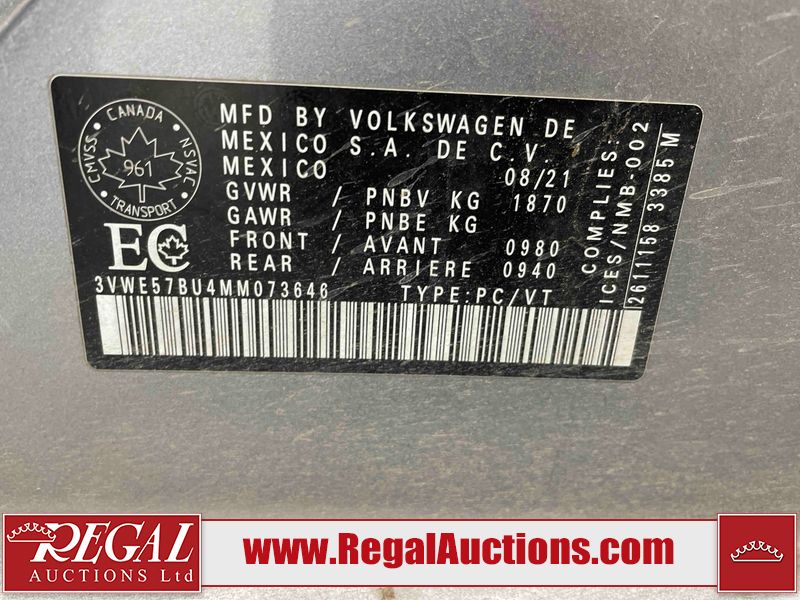 CANADA
CMVSS
NSVAC
961
TRANSPORT
EC
MFD BY VOLKSWAGEN DE
MEXICO S.A. DE C.V.
MEXICO 08/21
GVWR / PNBV KG 1870
GAWR / PNBE KG
FRONT / AVANT 0980
REAR / ARRIERE 0940
3VWE57BU4MM073646 TYPE:PC/VT
COMPLIES:
ICES/NMB-002
2611158 3385 M
REGAL
AUCTIONS Ltd
www.RegalAuctions.com